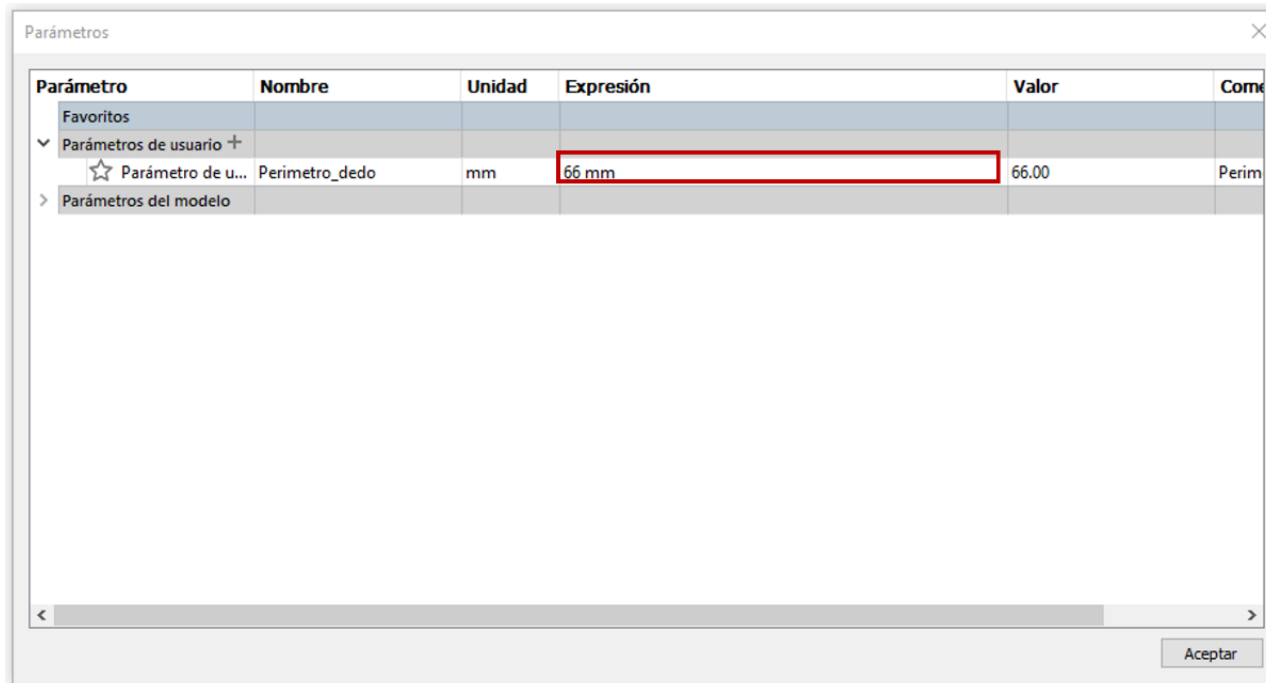 Parámetros
Parámetro Nombre Unidad Expresión Valor Come
Favoritos
Parámetros de usuario +
Parámetro de u... Perimetro_dedo mm 66 mm 66.00 Perim
Parámetros del modelo
Aceptar